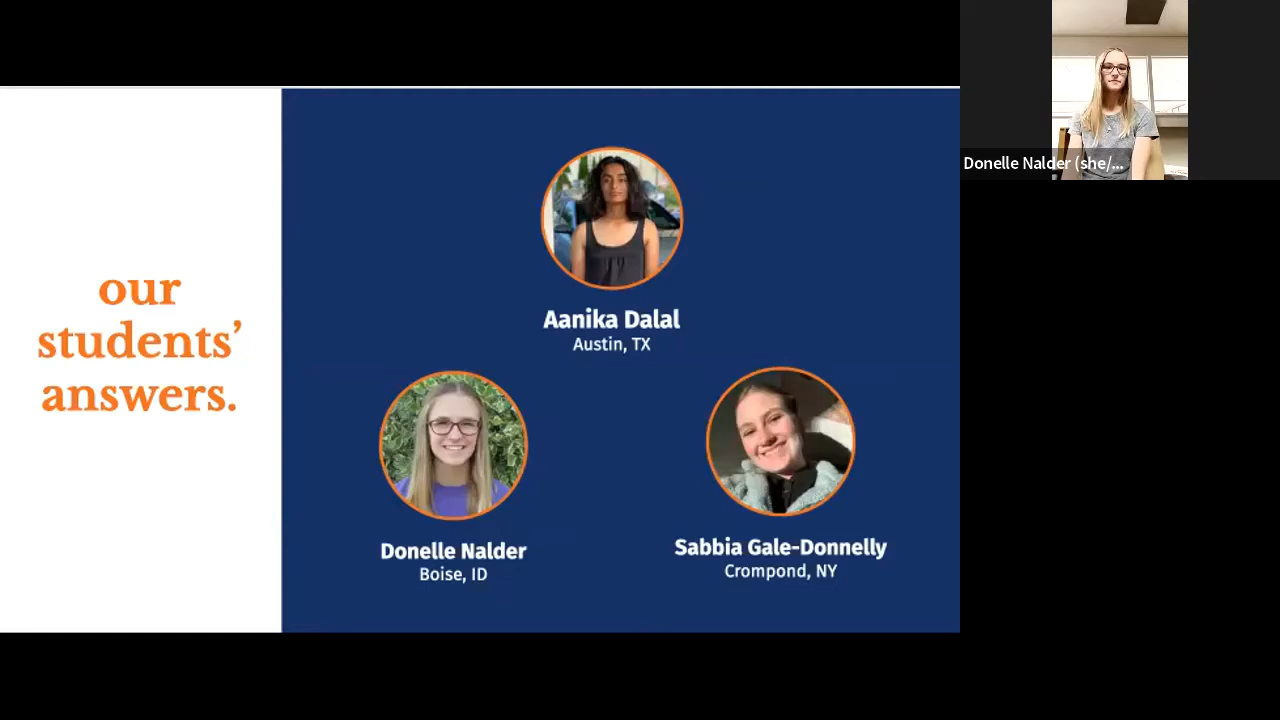 our
students’
answers.
Aanika Dalal
Austin, TX
Donelle Nalder
Boise, ID
Sabbia Gale-Donnelly
Crompond, NY
Donelle Nalder (she/...